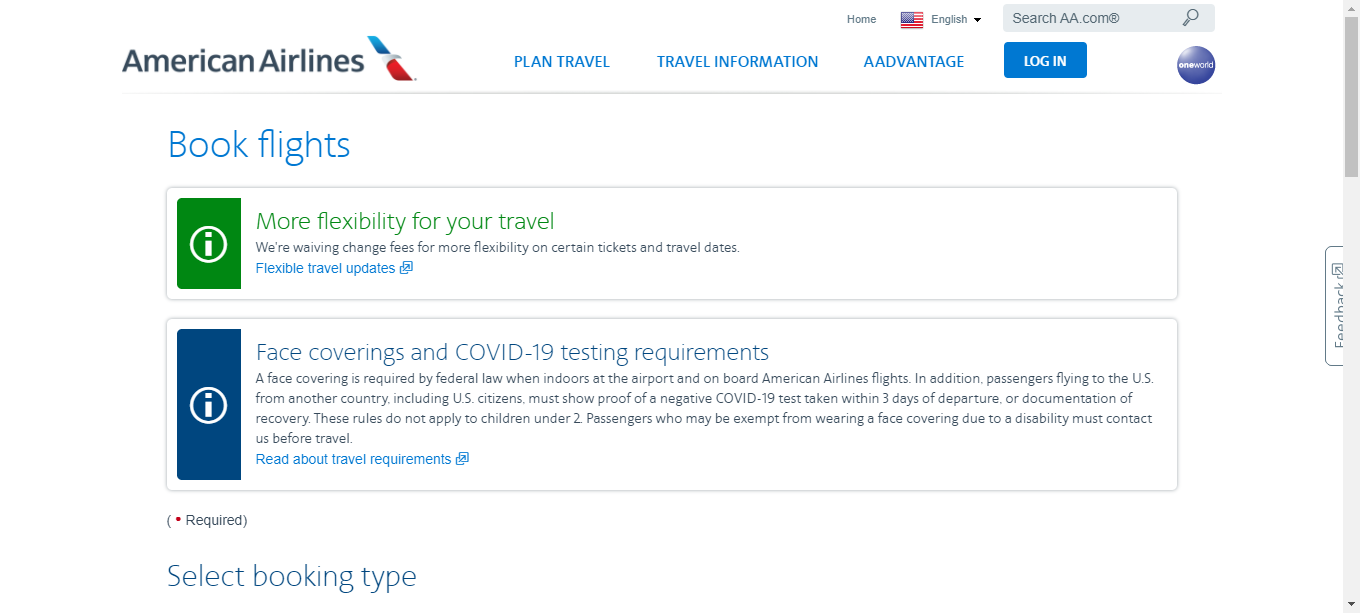 Home
English
Search AA.com®
American Airlines
PLAN TRAVEL
TRAVEL INFORMATION
AADVANTAGE
LOG IN
oneworld
Book flights
More flexibility for your travel
We're waiving change fees for more flexibility on certain tickets and travel dates.
Flexible travel updates
Face coverings and COVID-19 testing requirements
A face covering is required by federal law when indoors at the airport and on board American Airlines flights. In addition, passengers flying to the U.S.
from another country, including U.S. citizens, must show proof of a negative COVID-19 test taken within 3 days of departure, or documentation of
recovery. These rules do not apply to children under 2. Passengers who may be exempt from wearing a face covering due to a disability must contact
us before travel.
Read about travel requirements
Feedback
( • Required)
Select booking type